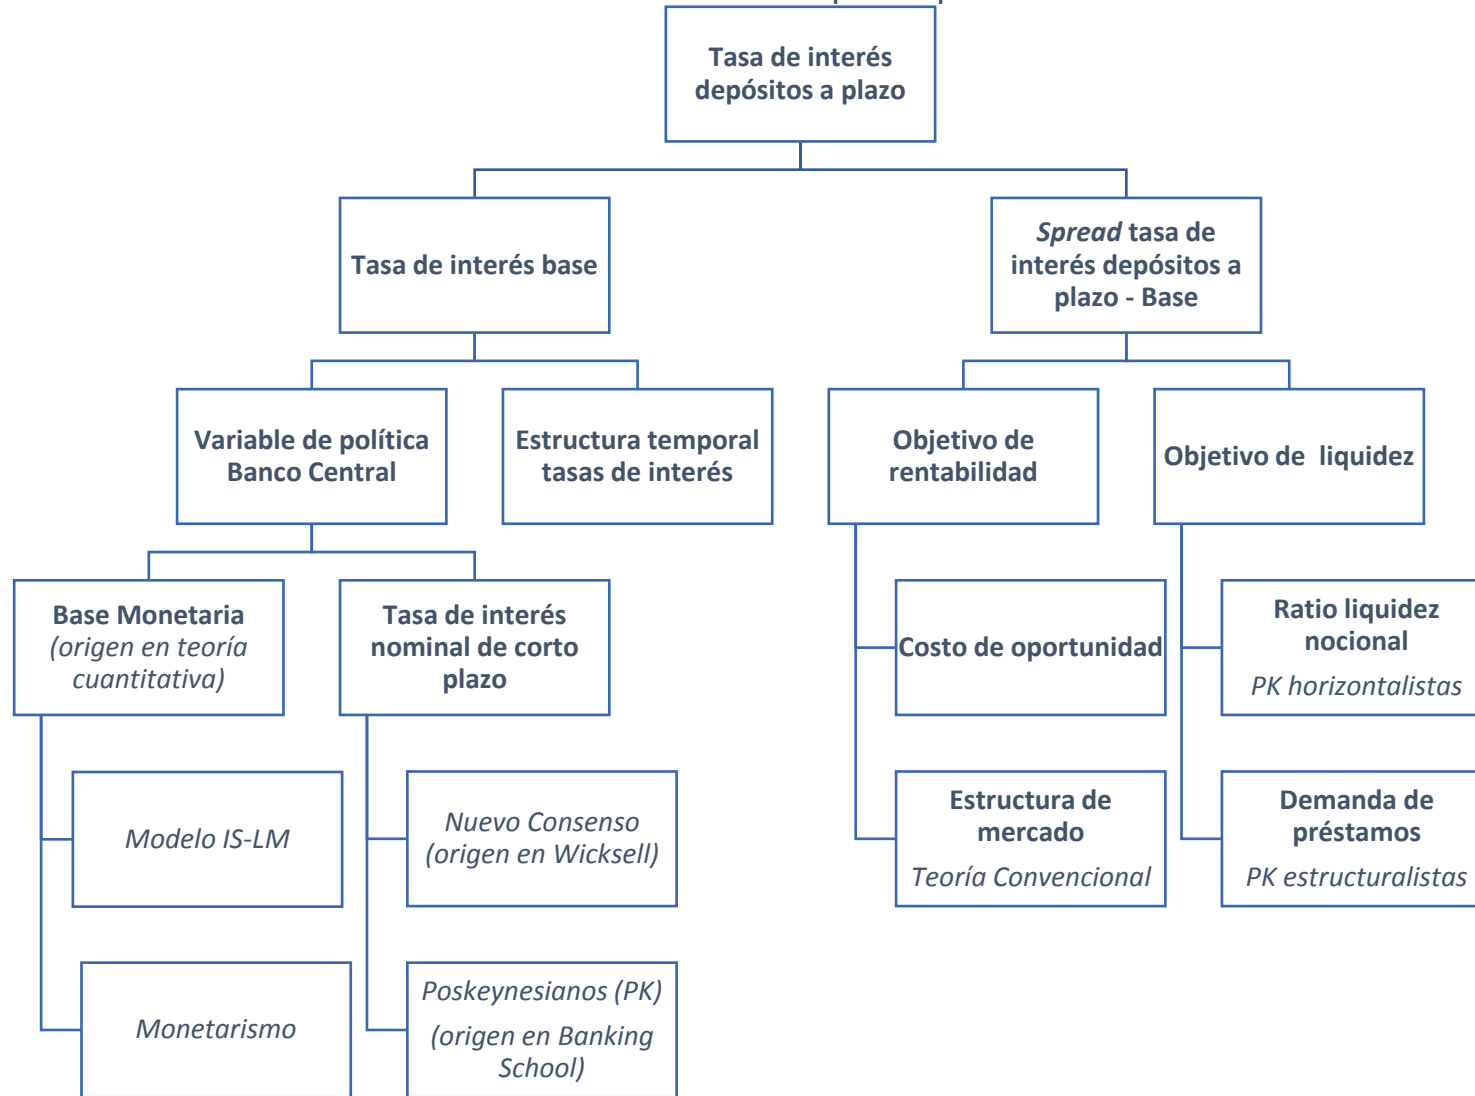 Tasa de interés
depósitos a plazo
Tasa de interés base
Spread tasa de
interés depósitos a
plazo - Base
Variable de política
Banco Central
Estructura temporal
tasas de interés
Objetivo de
rentabilidad
Objetivo de liquidez
Base Monetaria
(origen en teoría
cuantitativa)
Tasa de interés
nominal de corto
plazo
Costo de oportunidad
Ratio liquidez
nocional
PK horizontalistas
Modelo IS-LM
Nuevo Consenso
(origen en Wicksell)
Estructura de
mercado
Teoría Convencional
Demanda de
préstamos
PK estructuralistas
Monetarismo
Poskeynesianos (PK)
(origen en Banking
School)